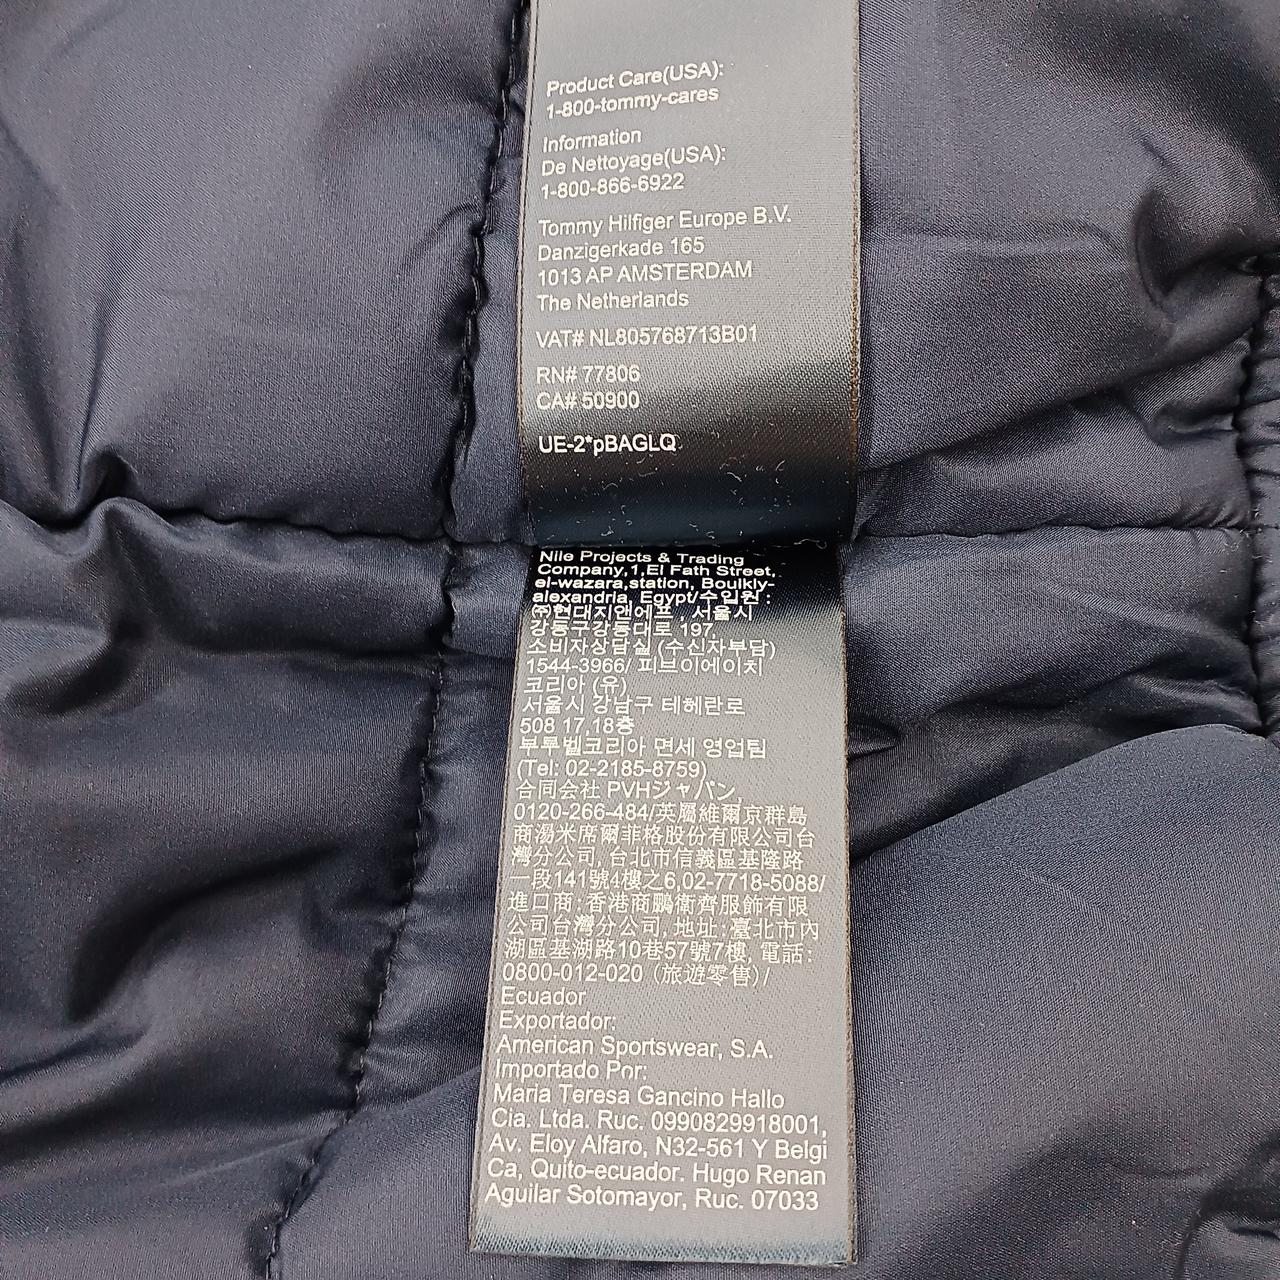 Product Care(USA):
1-800-tommy-cares
Information
De Nettoyage(USA):
1-800-866-6922
Tommy Hilfiger Europe B.V.
Danzigerkade 165
1013 AP AMSTERDAM
The Netherlands
VAT# NL805768713B01
RN# 77806
CA# 50900
UE-2*pBAGLQ
Nile Projects & Trading
Company,1,El Fath Street,
el-wazara,station, Boulkly-
alexandria, Egypt/수입원 :
㈜현대지앤에프 , 서울시
강동구강동대로 197,
소비자상담실 (수신자부담)
1544-3966/ 피브이에이치
코리아 (유)
서울시 강남구 테헤란로
508 17,18층
부루벨코리아 면세 영업팀
(Tel: 02-2185-8759)
合同会社 PVHジャパン,
0120-266-484/英屬維爾京群島
商湯米席爾菲格股份有限公司台
灣分公司, 台北市信義區基隆路
一段141號4樓之6,02-7718-5088/
進口商:香港商鵬衛齊服飾有限
公司台灣分公司, 地址:臺北市內
湖區基湖路10巷57號7樓, 電話:
0800-012-020 (旅遊零售)/
Ecuador
Exportador:
American Sportswear, S.A.
Importado Por:
Maria Teresa Gancino Hallo
Cia. Ltda. Ruc. 0990829918001,
Av. Eloy Alfaro, N32-561 Y Belgi
Ca, Quito-ecuador. Hugo Renan
Aguilar Sotomayor, Ruc. 07033